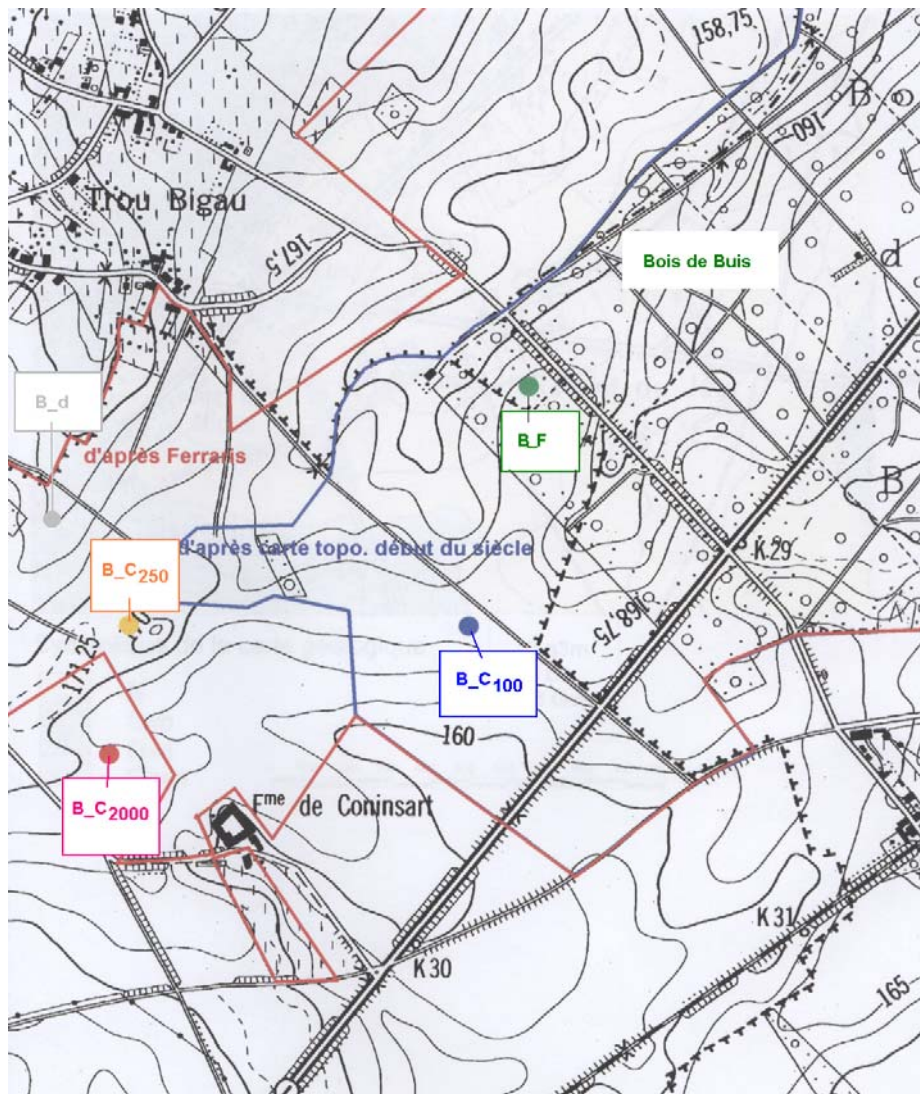 158,75
B
160
Trou Bigau
167,5
Bois de Buis
d
B_d
B_F
d'après Ferraris
B
d'après carte topo. début du siècle
K 29
B_C250
168,75
171,25
B_C100
160
B_C2000
Fme de Coninsart
K 31
K 30
165